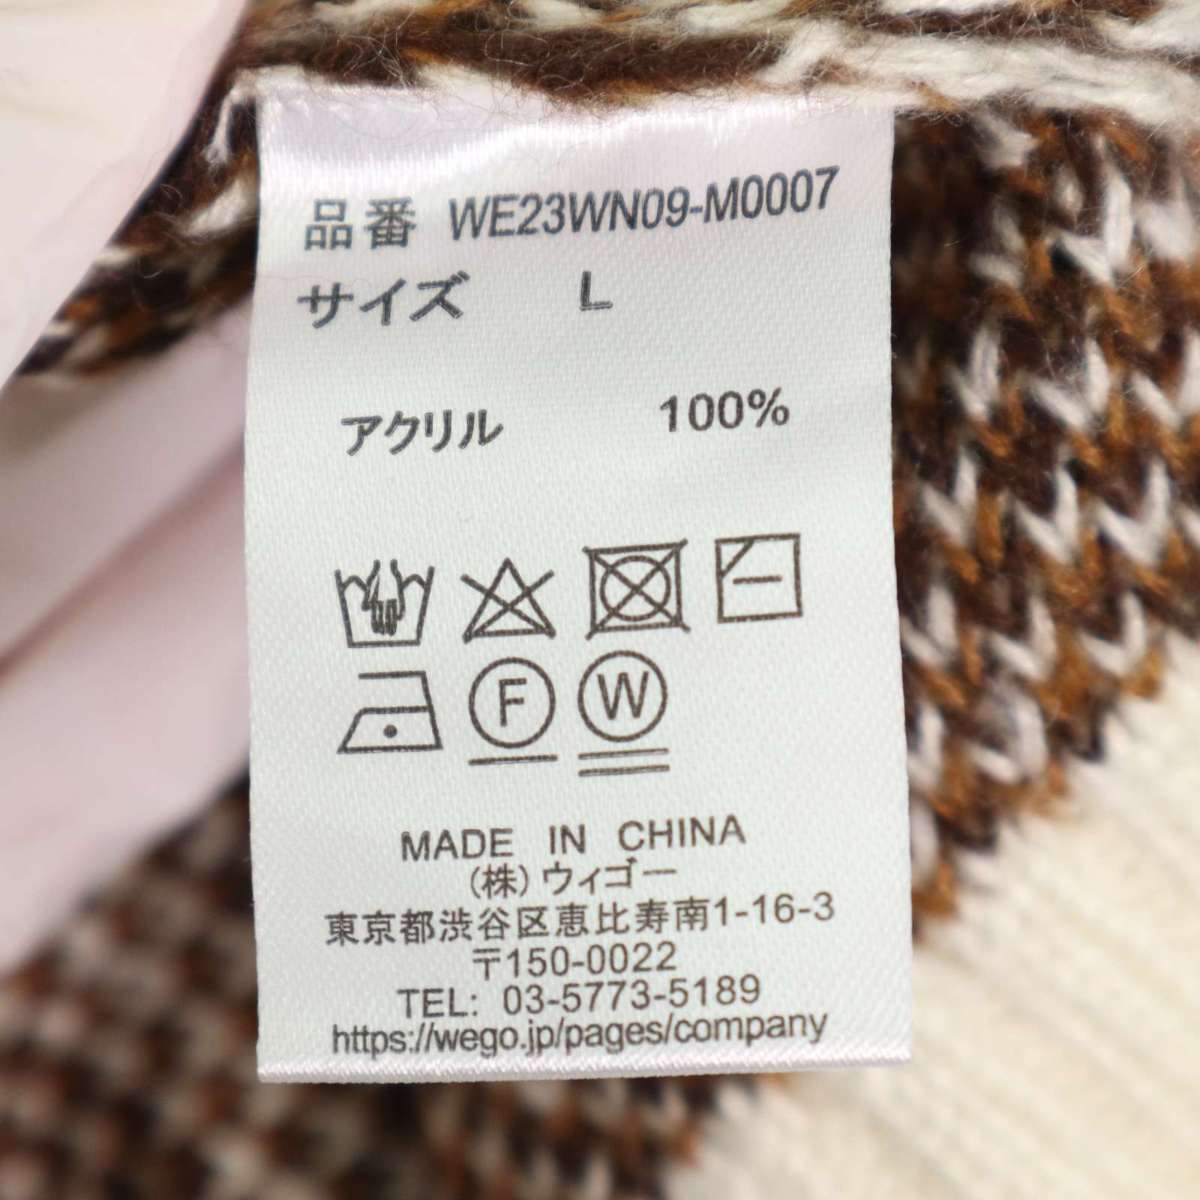 品番 WE23WN09-M0007
サイズ L
アクリル 100%
F W
MADE IN CHINA
(株)ウィゴー
東京都渋谷区恵比寿南1-16-3
〒150-0022
TEL: 03-5773-5189
https://wego.jp/pages/company